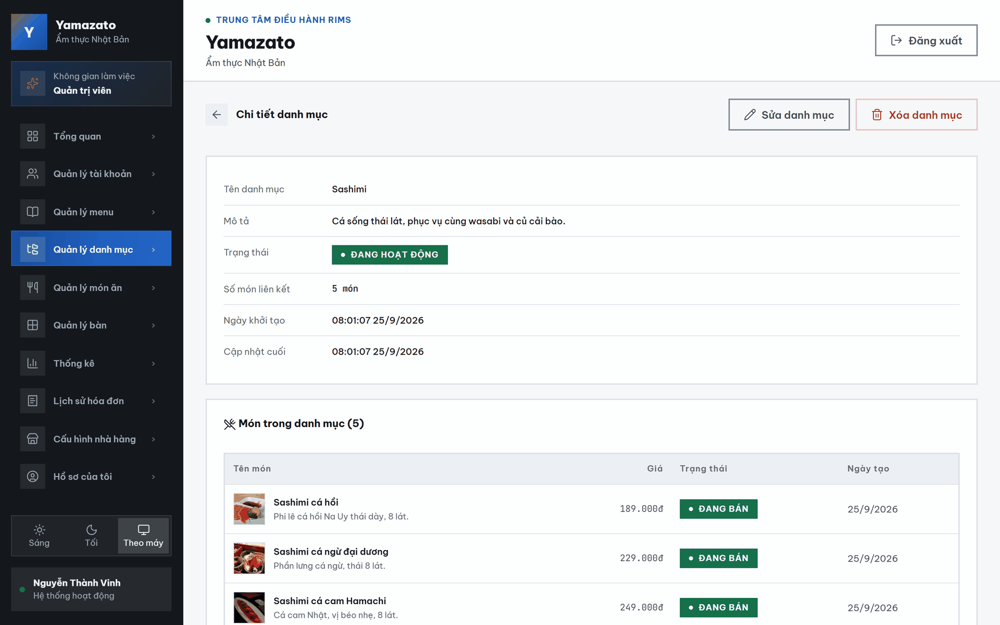 Y
Yamazato
Ẩm thực Nhật Bản
Không gian làm việc
Quản trị viên
Tổng quan
Quản lý tài khoản
Quản lý menu
Quản lý danh mục
Quản lý món ăn
Quản lý bàn
Thống kê
Lịch sử hóa đơn
Cấu hình nhà hàng
Hồ sơ của tôi
Sáng
Tối
Theo máy
Nguyễn Thành Vinh
Hệ thống hoạt động
TRUNG TÂM ĐIỀU HÀNH RIMS
Yamazato
Ẩm thực Nhật Bản
Đăng xuất
Chi tiết danh mục
Sửa danh mục
Xóa danh mục
Tên danh mục Sashimi
Mô tả Cá sống thái lát, phục vụ cùng wasabi và củ cải bào.
Trạng thái ĐANG HOẠT ĐỘNG
Số món liên kết 5 món
Ngày khởi tạo 08:01:07 25/9/2026
Cập nhật cuối 08:01:07 25/9/2026
Món trong danh mục (5)
Tên món Giá Trạng thái Ngày tạo
Sashimi cá hồi
Phi lê cá hồi Na Uy thái dày, 8 lát.
189.000đ ĐANG BÁN 25/9/2026
Sashimi cá ngừ đại dương
Phần lưng cá ngừ, thái 8 lát.
229.000đ ĐANG BÁN 25/9/2026
Sashimi cá cam Hamachi
Cá cam Nhật, vị béo nhẹ, 8 lát.
249.000đ ĐANG BÁN 25/9/2026